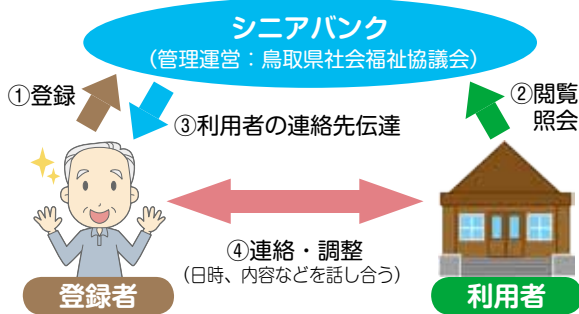 シニアバンク
（管理運営：鳥取県社会福祉協議会）
①登録
②閲覧
照会
③利用者の連絡先伝達
④連絡・調整
（日時、内容などを話し合う）
登録者
利用者